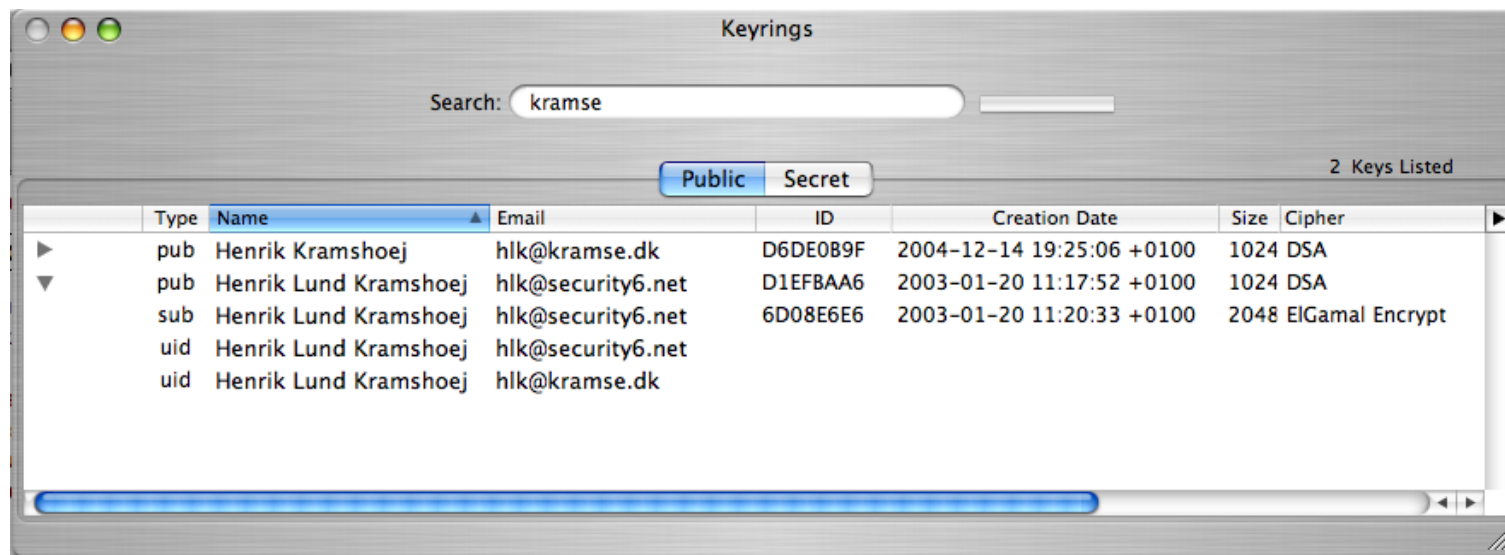 Keyrings
Search: kramse
Public Secret 2 Keys Listed
Type Name Email ID Creation Date Size Cipher
pub Henrik Kramshoej hlk@kramse.dk D6DE0B9F 2004-12-14 19:25:06 +0100 1024 DSA
pub Henrik Lund Kramshoej hlk@security6.net D1EFBAA6 2003-01-20 11:17:52 +0100 1024 DSA
sub Henrik Lund Kramshoej hlk@security6.net 6D08E6E6 2003-01-20 11:20:33 +0100 2048 ElGamal Encrypt
uid Henrik Lund Kramshoej hlk@security6.net
uid Henrik Lund Kramshoej hlk@kramse.dk